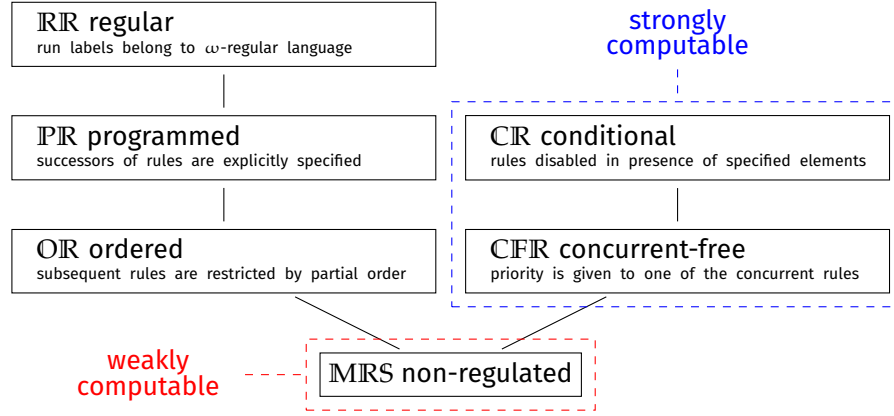 ℝℝ regular
run labels belong to ω-regular language
strongly
computable
ℙℝ programmed
successors of rules are explicitly specified
ℂℝ conditional
rules disabled in presence of specified elements
𝕆ℝ ordered
subsequent rules are restricted by partial order
ℂ𝔽ℝ concurrent-free
priority is given to one of the concurrent rules
weakly
computable
𝕄ℝ𝕊 non-regulated